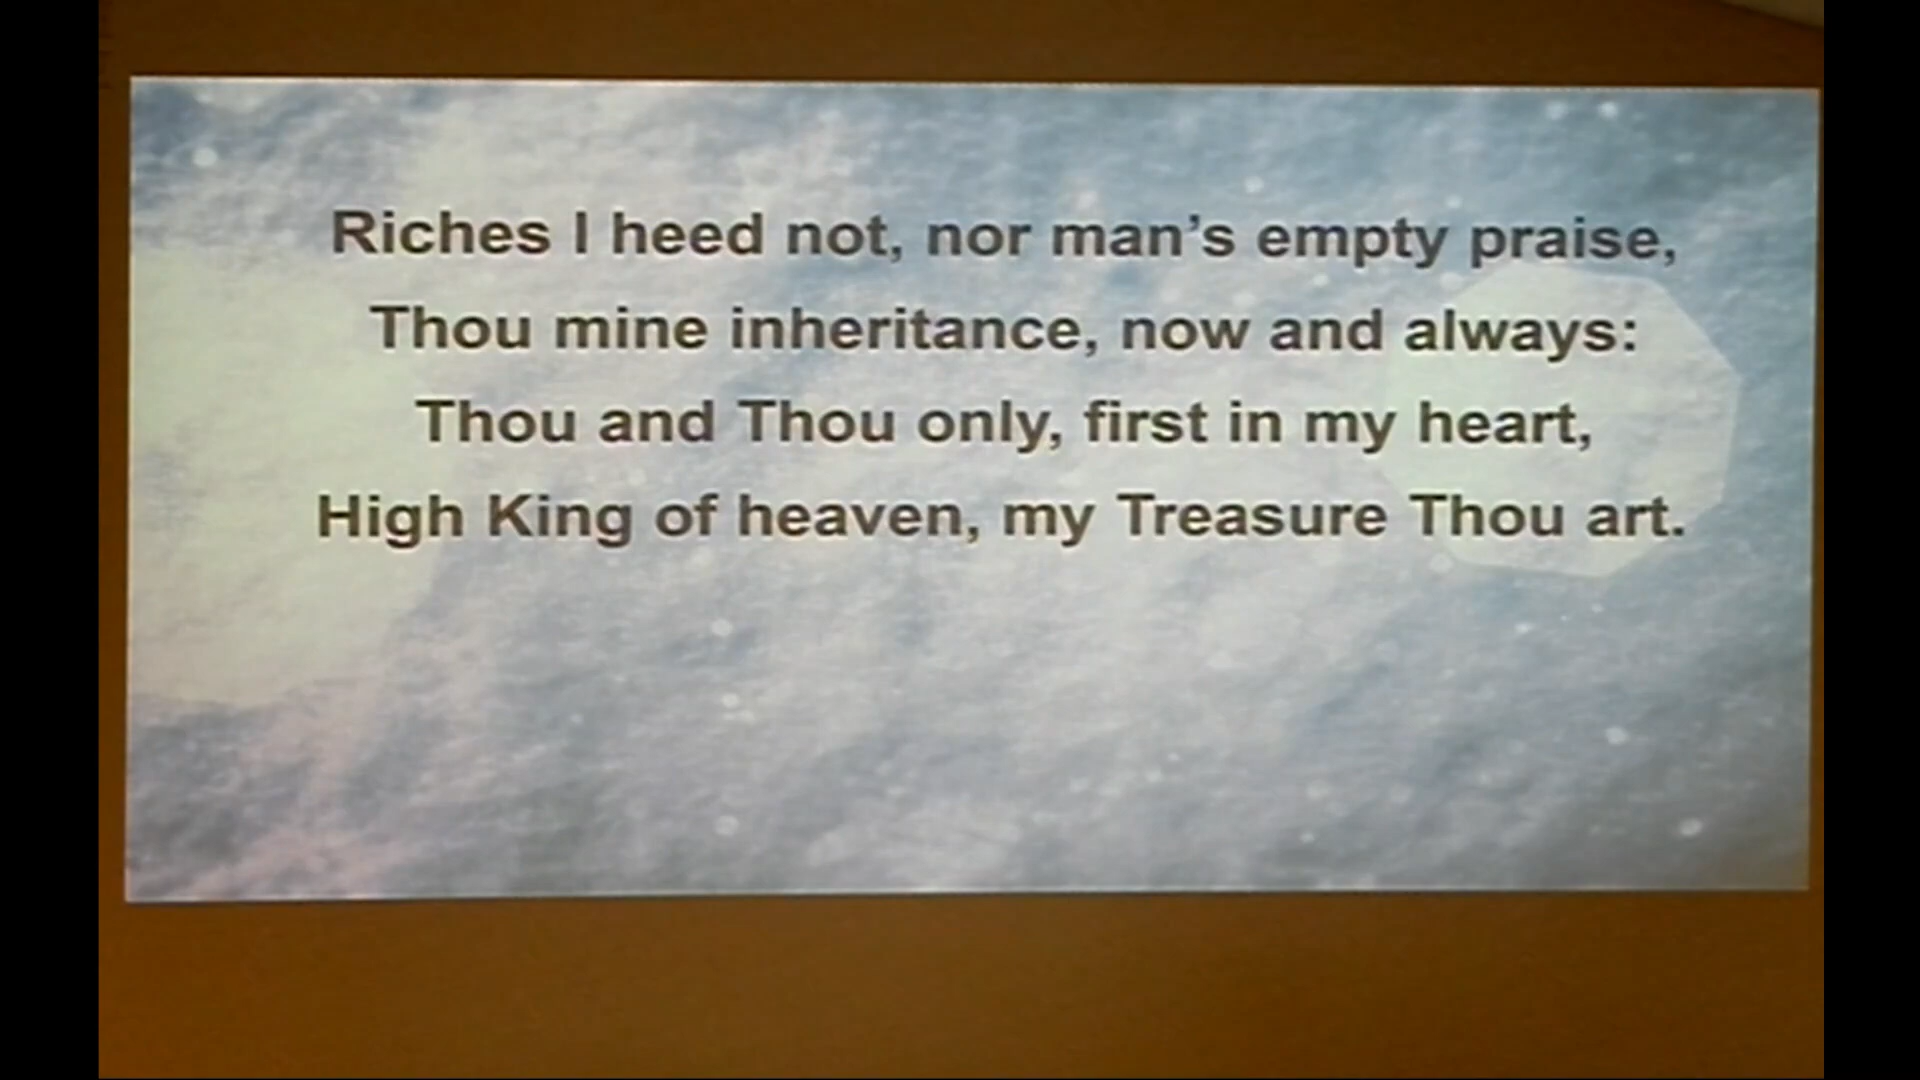 Riches I heed not, nor man’s empty praise,
Thou mine inheritance, now and always:
Thou and Thou only, first in my heart,
High King of heaven, my Treasure Thou art.